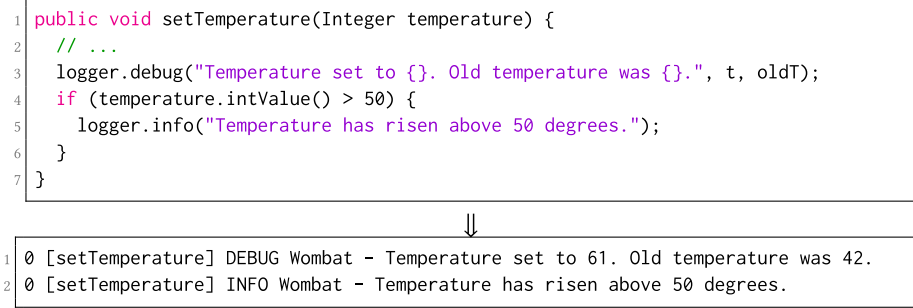 1 public void setTemperature(Integer temperature) {
2 // ...
3 logger.debug("Temperature set to {}. Old temperature was {}.", t, oldT);
4 if (temperature.intValue() > 50) {
5 logger.info("Temperature has risen above 50 degrees.");
6 }
7 }
⇓
1 0 [setTemperature] DEBUG Wombat - Temperature set to 61. Old temperature was 42.
2 0 [setTemperature] INFO Wombat - Temperature has risen above 50 degrees.